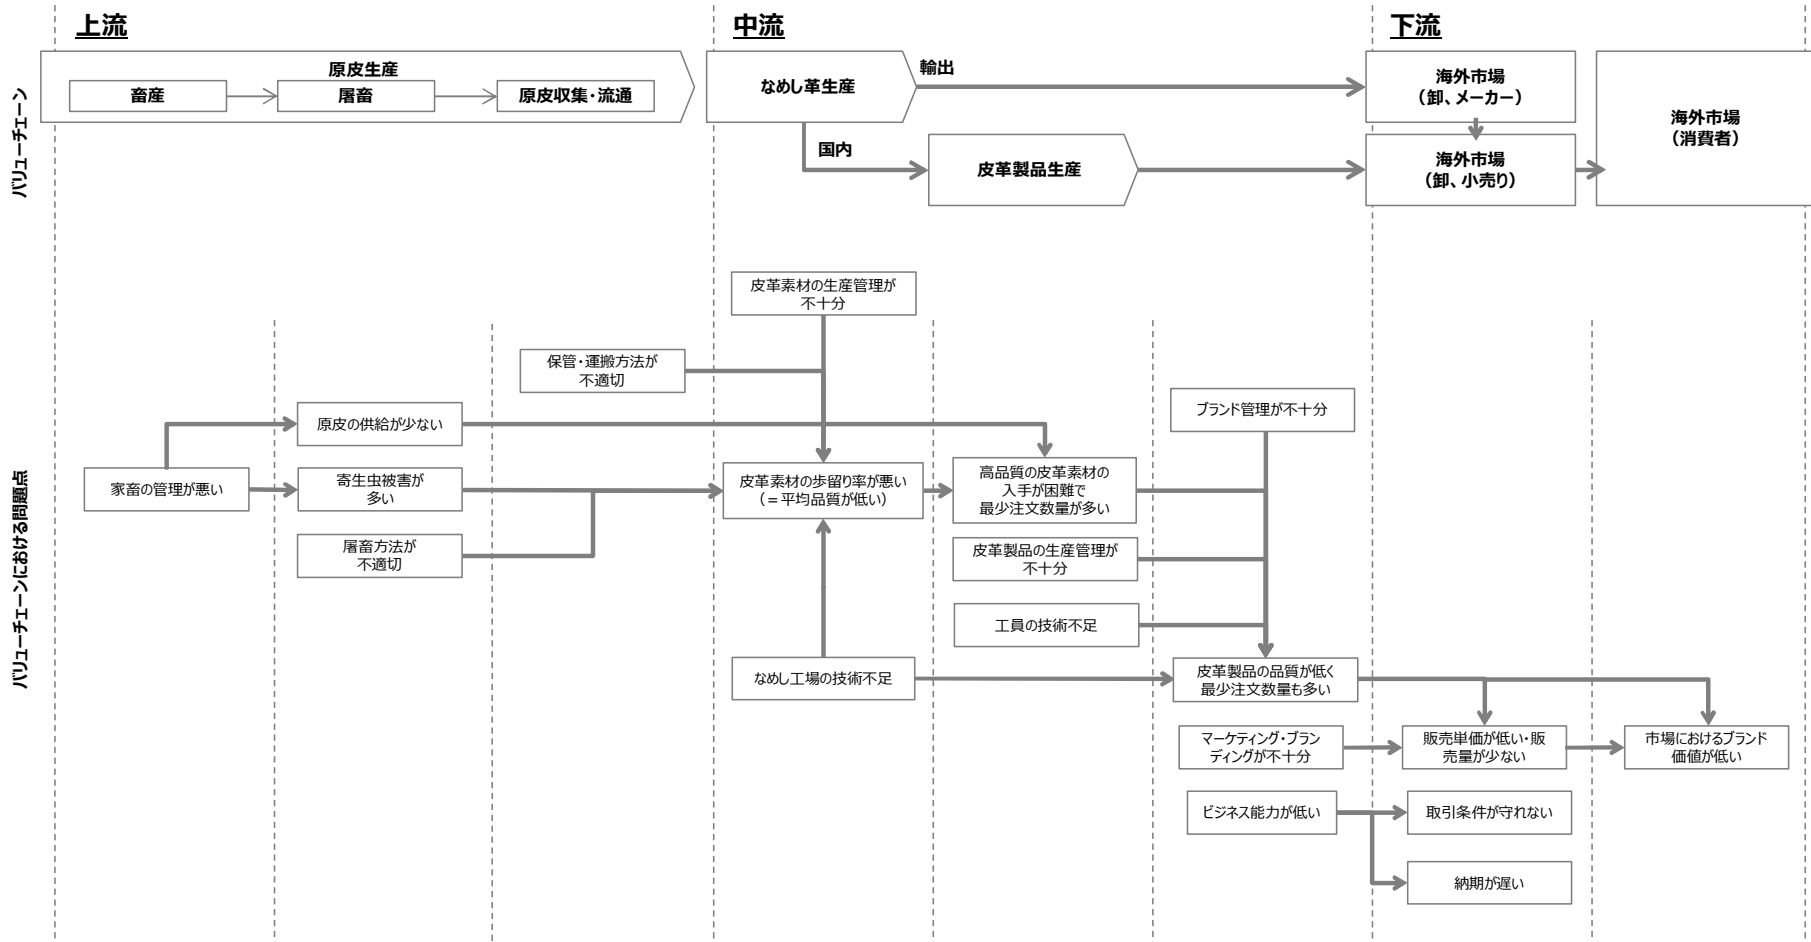 上流
中流
下流
バリューチェーン
原皮生産
畜産
屠畜
原皮収集・流通
なめし革生産
輸出
国内
皮革製品生産
海外市場
（卸、メーカー）
海外市場
（卸、小売り）
海外市場
（消費者）
バリューチェーンにおける問題点
皮革素材の生産管理が
不十分
保管・運搬方法が
不適切
原皮の供給が少ない
家畜の管理が悪い
寄生虫被害が
多い
屠畜方法が
不適切
皮革素材の歩留り率が悪い
（＝平均品質が低い）
なめし工場の技術不足
高品質の皮革素材の
入手が困難で
最少注文数量が多い
皮革製品の生産管理が
不十分
工員の技術不足
ブランド管理が不十分
皮革製品の品質が低く
最少注文数量も多い
マーケティング・ブラン
ディングが不十分
販売単価が低い・販
売量が少ない
市場におけるブランド
価値が低い
ビジネス能力が低い
取引条件が守れない
納期が遅い